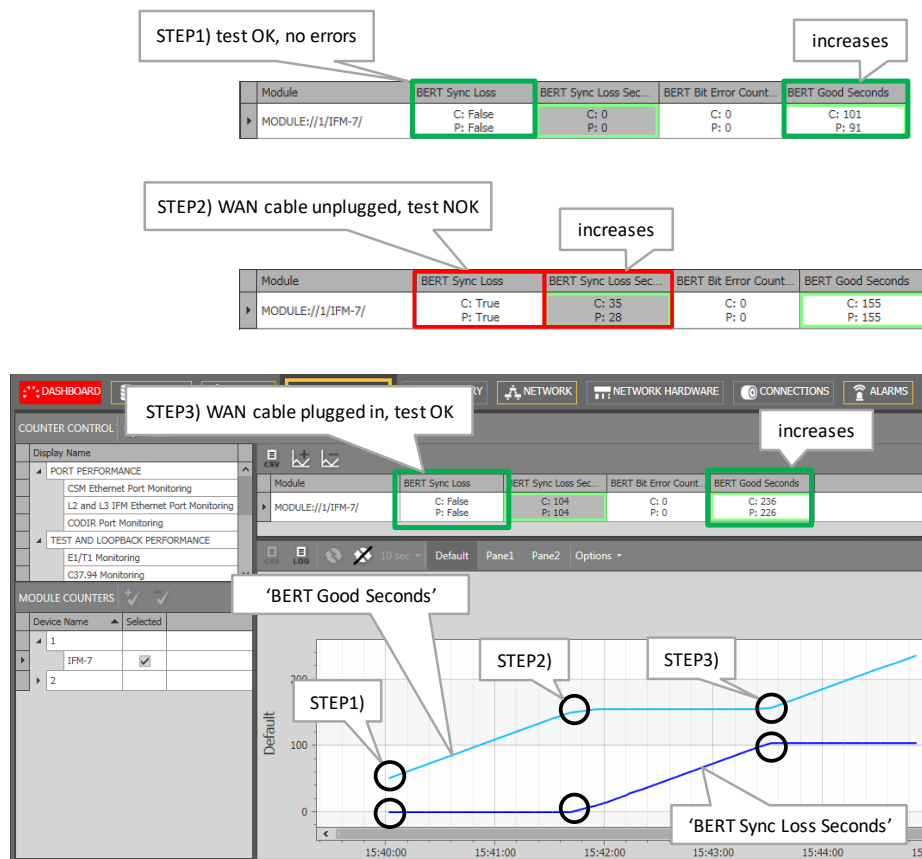 STEP1) test OK, no errors
increases
Module BERT Sync Loss BERT Sync Loss Sec... BERT Bit Error Count... BERT Good Seconds
MODULE://1/IFM-7/ C: False C: 0 C: 0 C: 101
P: False P: 0 P: 0 P: 91
STEP2) WAN cable unplugged, test NOK
increases
Module BERT Sync Loss BERT Sync Loss Sec... BERT Bit Error Count... BERT Good Seconds
MODULE://1/IFM-7/ C: True C: 35 C: 0 C: 155
P: True P: 28 P: 0 P: 155
DASHBOARD NETWORK NETWORK HARDWARE CONNECTIONS ALARMS
STEP3) WAN cable plugged in, test OK
increases
COUNTER CONTROL
Display Name
PORT PERFORMANCE
CSM Ethernet Port Monitoring
L2 and L3 IFM Ethernet Port Monitoring
CODIR Port Monitoring
TEST AND LOOPBACK PERFORMANCE
E1/T1 Monitoring
C37.94 Monitoring
CSV
Module BERT Sync Loss BERT Sync Loss Sec... BERT Bit Error Count... BERT Good Seconds
MODULE://1/IFM-7/ C: False C: 104 C: 0 C: 236
P: False P: 104 P: 0 P: 226
CSV LOG 10 sec Default Pane1 Pane2 Options
MODULE COUNTERS
Device Name Selected
1
IFM-7
2
'BERT Good Seconds'
STEP1)
STEP2)
STEP3)
Default
200
100
0
'BERT Sync Loss Seconds'
15:40:00 15:41:00 15:42:00 15:43:00 15:44:00